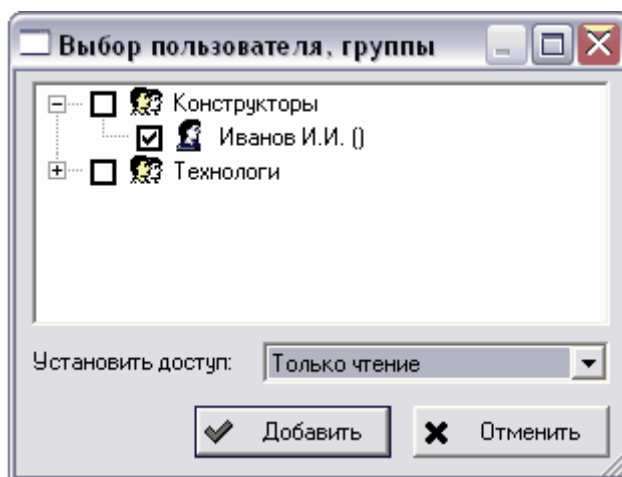 Выбор пользователя, группы
Конструкторы
Иванов И.И. ()
Технологи
Установить доступ: Только чтение
Добавить Отменить